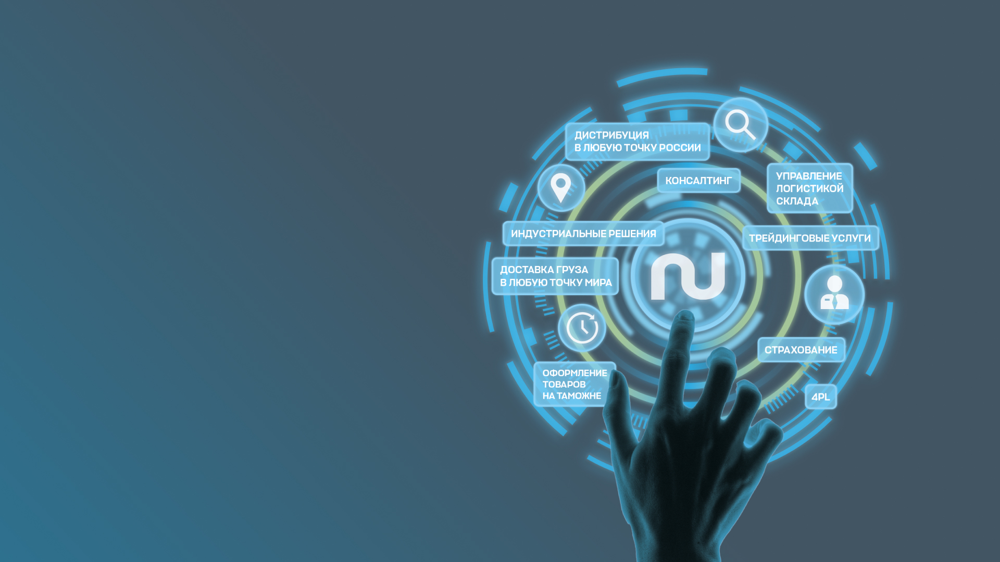 ДИСТРИБУЦИЯ
В ЛЮБУЮ ТОЧКУ РОССИИ
КОНСАЛТИНГ
УПРАВЛЕНИЕ
ЛОГИСТИКОЙ
СКЛАДА
ИНДУСТРИАЛЬНЫЕ РЕШЕНИЯ
ТРЕЙДИНГОВЫЕ УСЛУГИ
ДОСТАВКА ГРУЗА
В ЛЮБУЮ ТОЧКУ МИРА
СТРАХОВАНИЕ
ОФОРМЛЕНИЕ
ТОВАРОВ
НА ТАМОЖНЕ
4PL